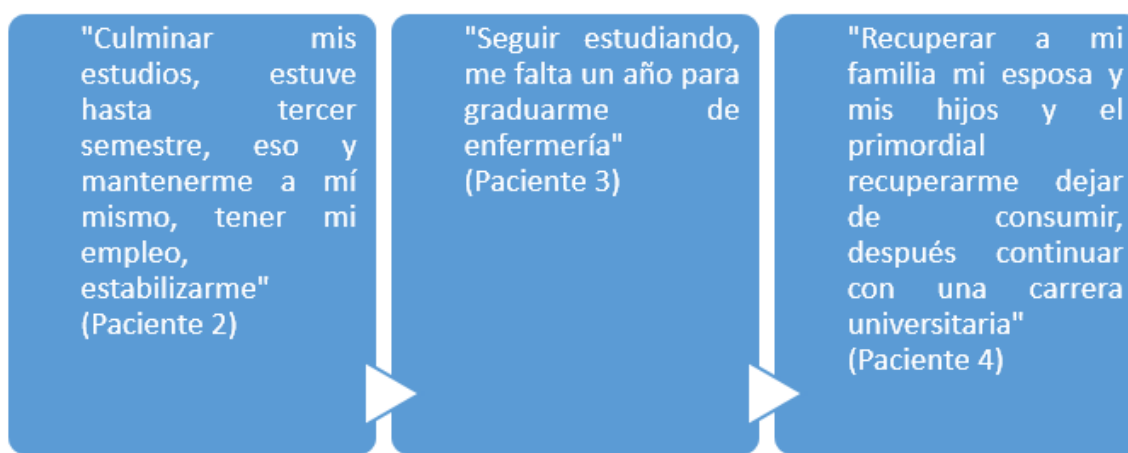 "Culminar mis
estudios, estuve
hasta tercer
semestre, eso y
mantenerme a mí
mismo, tener mi
empleo,
estabilizarme"
(Paciente 2)
"Seguir estudiando,
me falta un año para
graduarme de
enfermería"
(Paciente 3)
"Recuperar a mi
familia mi esposa y
mis hijos y el
primordial
recuperarme dejar
de consumir,
después continuar
con una carrera
universitaria"
(Paciente 4)